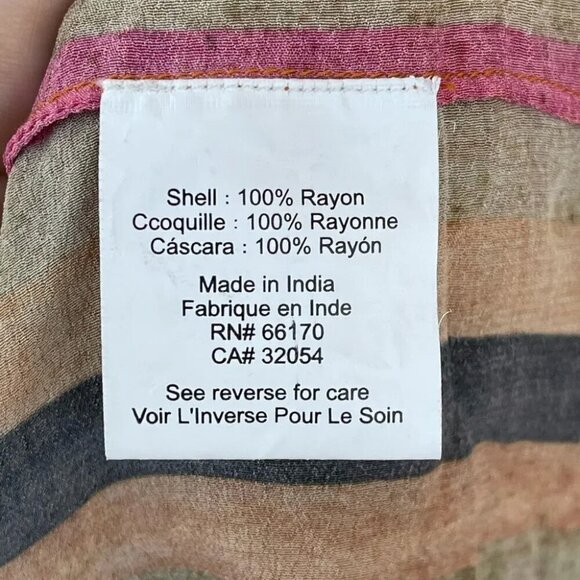 Shell : 100% Rayon
Ccoquille : 100% Rayonne
Cáscara : 100% Rayón
Made in India
Fabrique en Inde
RN# 66170
CA# 32054
See reverse for care
Voir L'Inverse Pour Le Soin